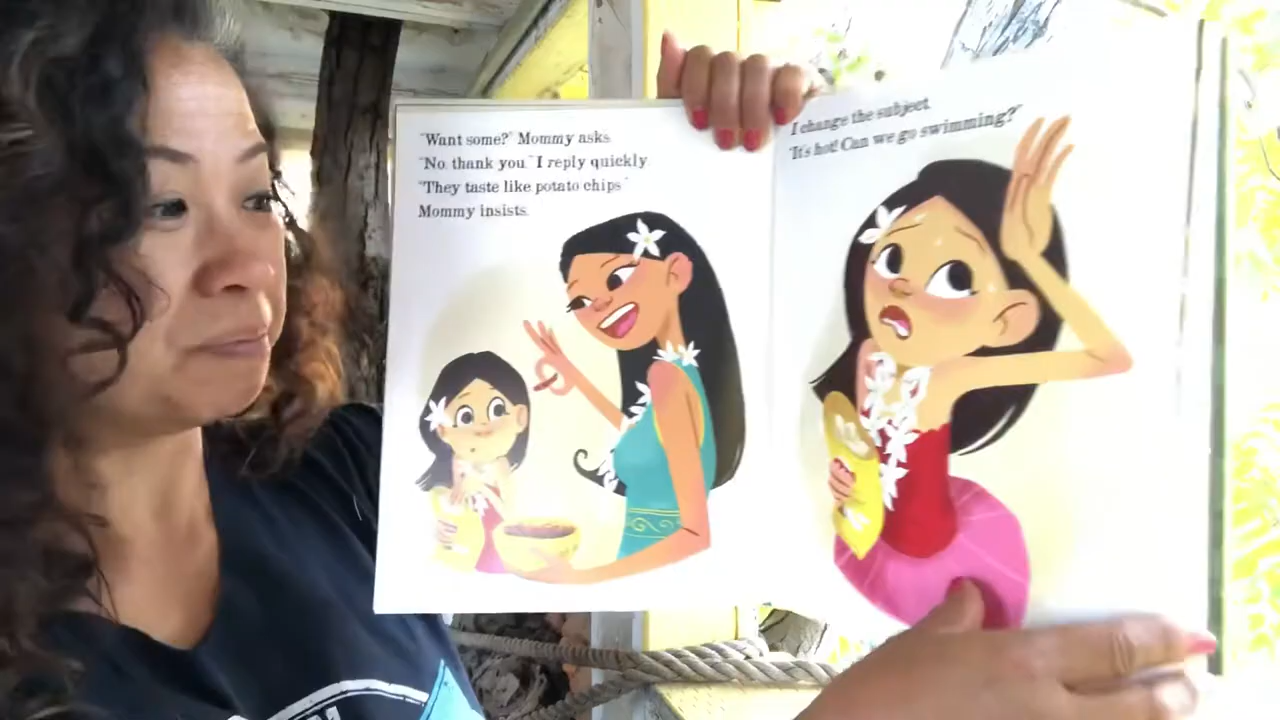 "Want some?" Mommy asks.
"No, thank you," I reply quickly.
"They taste like potato chips"
Mommy insists.
I change the subject.
"It's hot! Can we go swimming?"